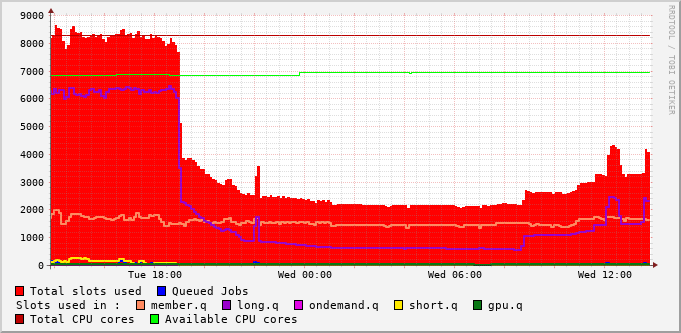 9000
8000
7000
6000
5000
4000
3000
2000
1000
0
Tue 18:00 Wed 00:00 Wed 06:00 Wed 12:00
Total slots used Queued Jobs
Slots used in : member.q long.q ondemand.q short.q gpu.q
Total CPU cores Available CPU cores
RRDTOOL / TOBI OETIKER